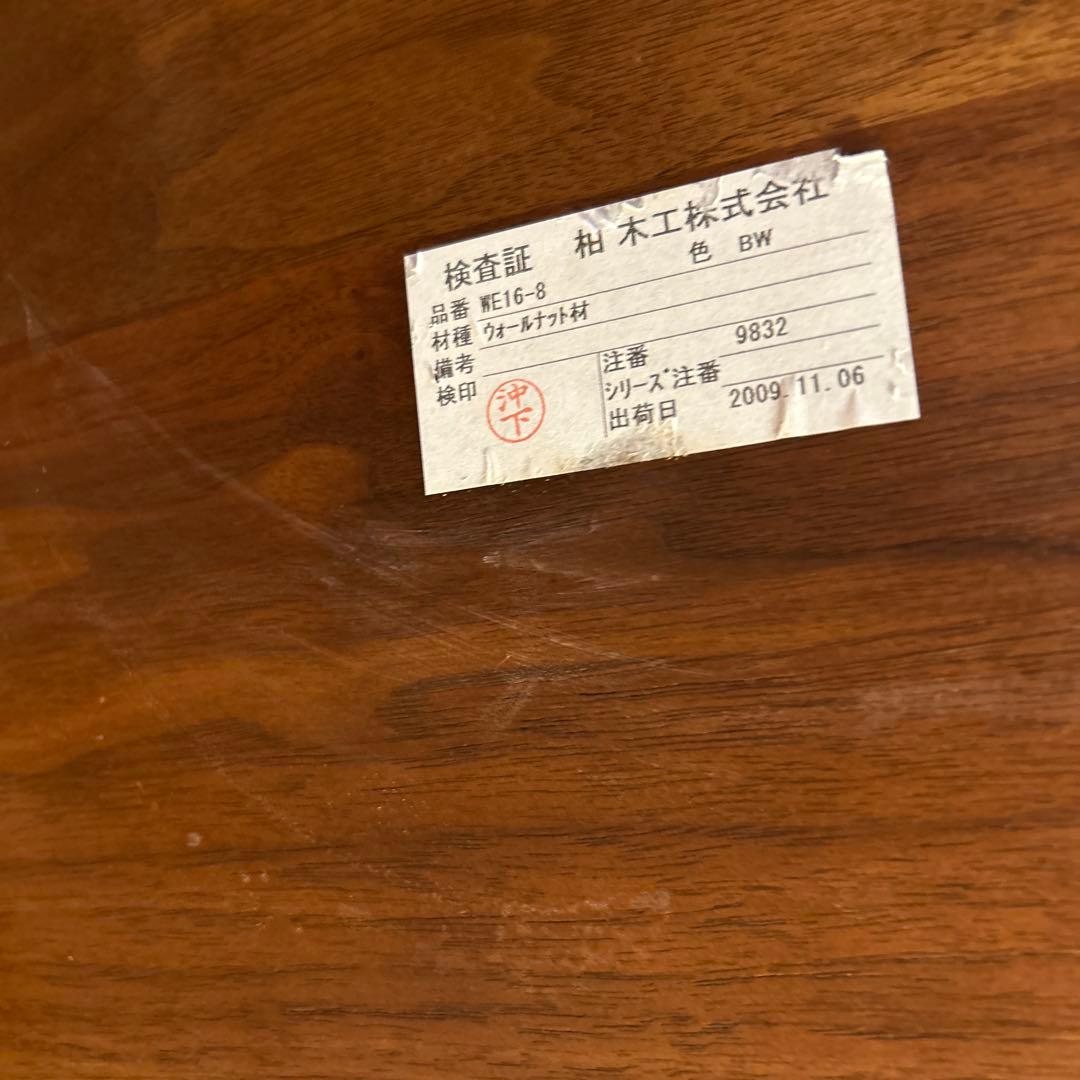 検査証 柏木工株式会社
品番 WE16-8 色 BW
材種 ウォールナット材
備考
検印 沖下
注番 9832
シリーズ注番
出荷日 2009.11.06